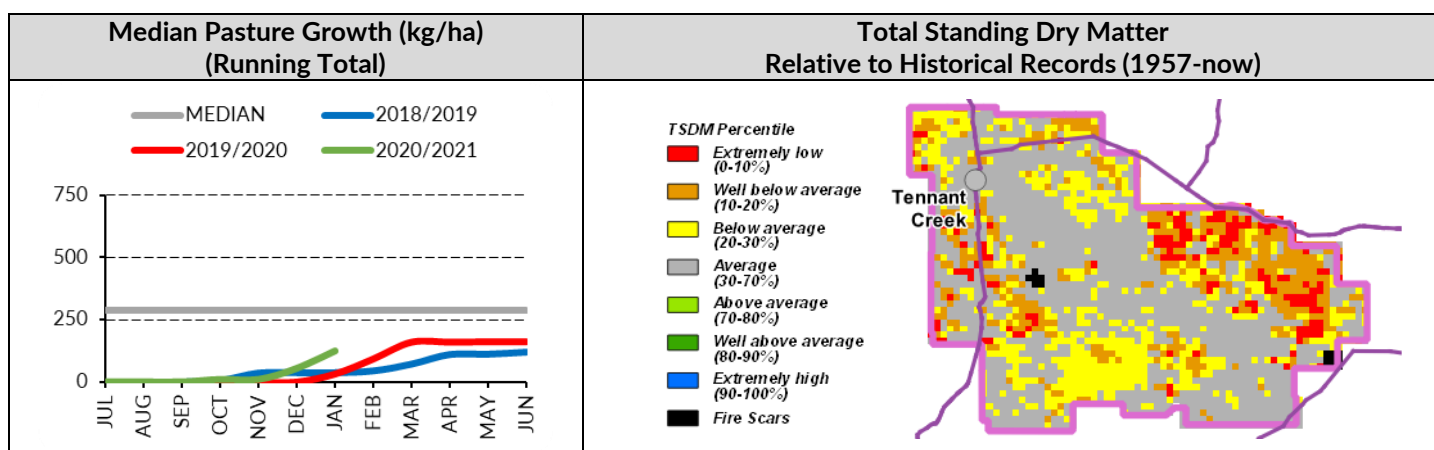 Median Pasture Growth (kg/ha)
(Running Total)
Total Standing Dry Matter
Relative to Historical Records (1957-now)
MEDIAN
2018/2019
2019/2020
2020/2021
750
500
250
0
JUL
AUG
SEP
OCT
NOV
DEC
JAN
FEB
MAR
APR
MAY
JUN
TSDM Percentile
Extremely low
(0-10%)
Well below average
(10-20%)
Below average
(20-30%)
Average
(30-70%)
Above average
(70-80%)
Well above average
(80-90%)
Extremely high
(90-100%)
Fire Scars
Tennant
Creek